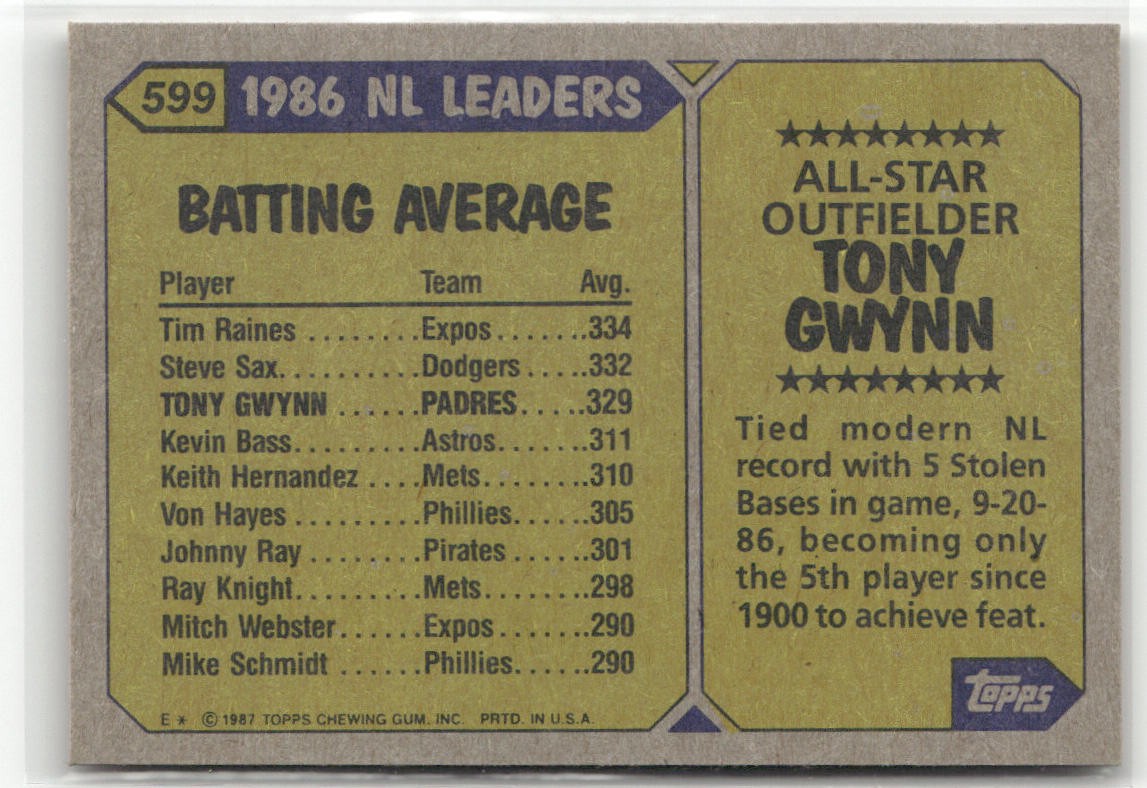 599 1986 NL LEADERS
BATTING AVERAGE
Player Team Avg.
Tim Raines ........Expos.......334
Steve Sax..........Dodgers.....332
TONY GWYNN ......PADRES.....329
Kevin Bass.........Astros.......311
Keith Hernandez ....Mets........310
Von Hayes .........Phillies......305
Johnny Ray ........Pirates ......301
Ray Knight.........Mets........298
Mitch Webster......Expos.......290
Mike Schmidt ......Phillies......290
E * © 1987 TOPPS CHEWING GUM, INC. PRTD. IN U.S.A.
★★★★★★★★
ALL-STAR
OUTFIELDER
TONY
GWYNN
★★★★★★★★
Tied modern NL
record with 5 Stolen
Bases in game, 9-20-
86, becoming only
the 5th player since
1900 to achieve feat.
topps